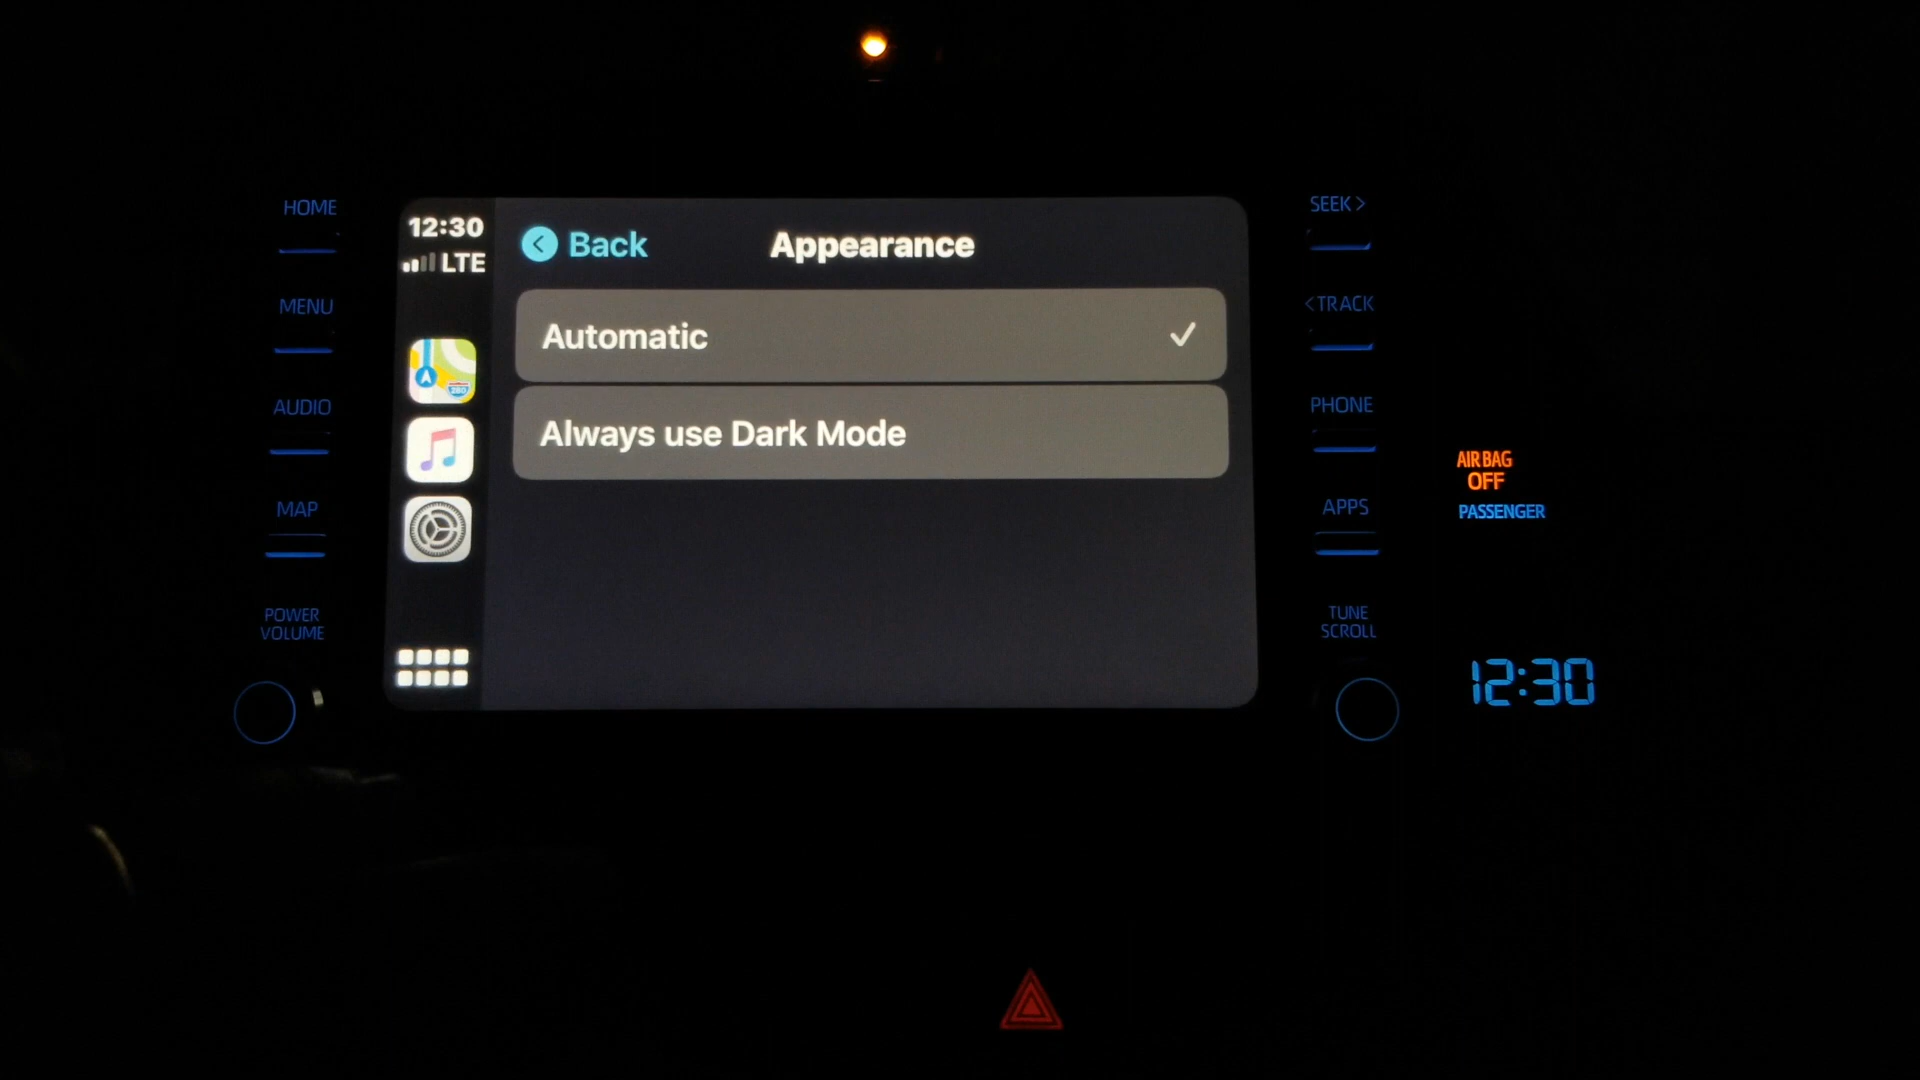 HOME
MENU
AUDIO
MAP
POWER
VOLUME
12:30
LTE
280
Back
Appearance
Automatic
Always use Dark Mode
SEEK >
< TRACK
PHONE
APPS
TUNE
SCROLL
AIR BAG
OFF
PASSENGER
12:30